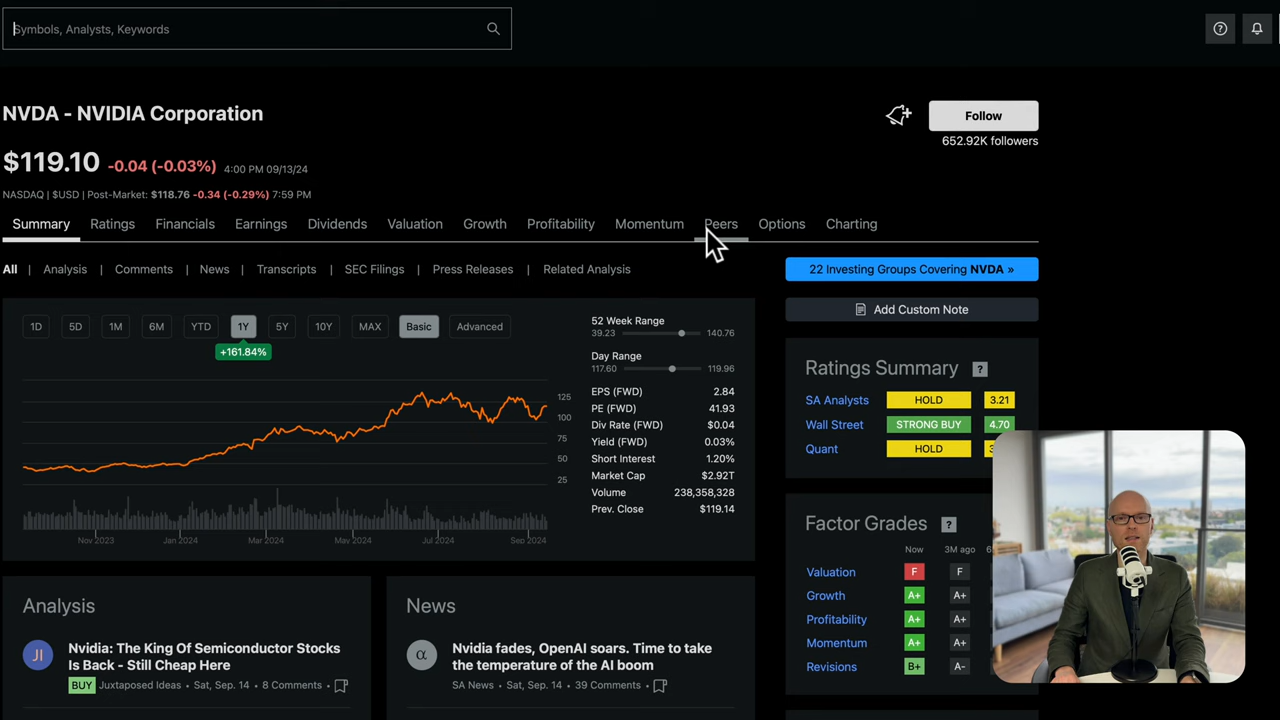 Symbols, Analysts, Keywords
NVDA - NVIDIA Corporation
Follow
652.92K followers
$119.10 -0.04 (-0.03%) 4:00 PM 09/13/24
NASDAQ | $USD | Post-Market: $118.76 -0.34 (-0.29%) 7:59 PM
Summary Ratings Financials Earnings Dividends Valuation Growth Profitability Momentum Peers Options Charting
All | Analysis | Comments | News | Transcripts | SEC Filings | Press Releases | Related Analysis
22 Investing Groups Covering NVDA »
Add Custom Note
1D 5D 1M 6M YTD 1Y 5Y 10Y MAX Basic Advanced
+161.84%
125
100
75
50
25
Nov 2023 Jan 2024 Mar 2024 May 2024 Jul 2024 Sep 2024
52 Week Range
39.23 140.76
Day Range
117.60 119.96
EPS (FWD) 2.84
PE (FWD) 41.93
Div Rate (FWD) $0.04
Yield (FWD) 0.03%
Short Interest 1.20%
Market Cap $2.92T
Volume 238,358,328
Prev. Close $119.14
Ratings Summary ?
SA Analysts HOLD 3.21
Wall Street STRONG BUY 4.70
Quant HOLD
Factor Grades ?
Now 3M ago
Valuation F F
Growth A+ A+
Profitability A+ A+
Momentum A+ A+
Revisions B+ A-
Analysis
JI
Nvidia: The King Of Semiconductor Stocks
Is Back - Still Cheap Here
BUY Juxtaposed Ideas • Sat, Sep. 14 • 8 Comments
News
α
Nvidia fades, OpenAI soars. Time to take
the temperature of the AI boom
SA News • Sat, Sep. 14 • 39 Comments